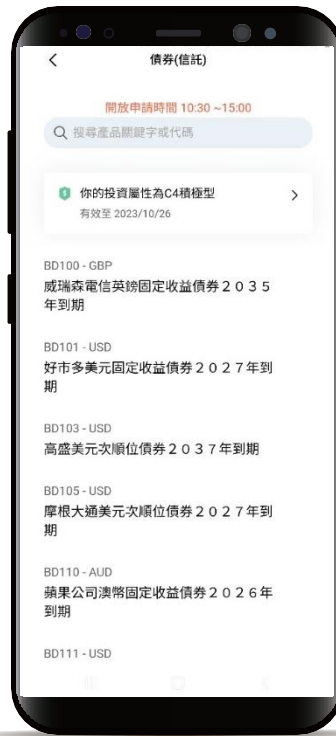 債券(信託)
開放申請時間 10:30 ~15:00
搜尋產品關鍵字或代碼
你的投資屬性為C4積極型
有效至 2023/10/26
BD100 - GBP
威瑞森電信英鎊固定收益債券２０３５
年到期
BD101 - USD
好市多美元固定收益債券２０２７年到
期
BD103 - USD
高盛美元次順位債券２０３７年到期
BD105 - USD
摩根大通美元次順位債券２０２７年到
期
BD110 - AUD
蘋果公司澳幣固定收益債券２０２６年
到期
BD111 - USD